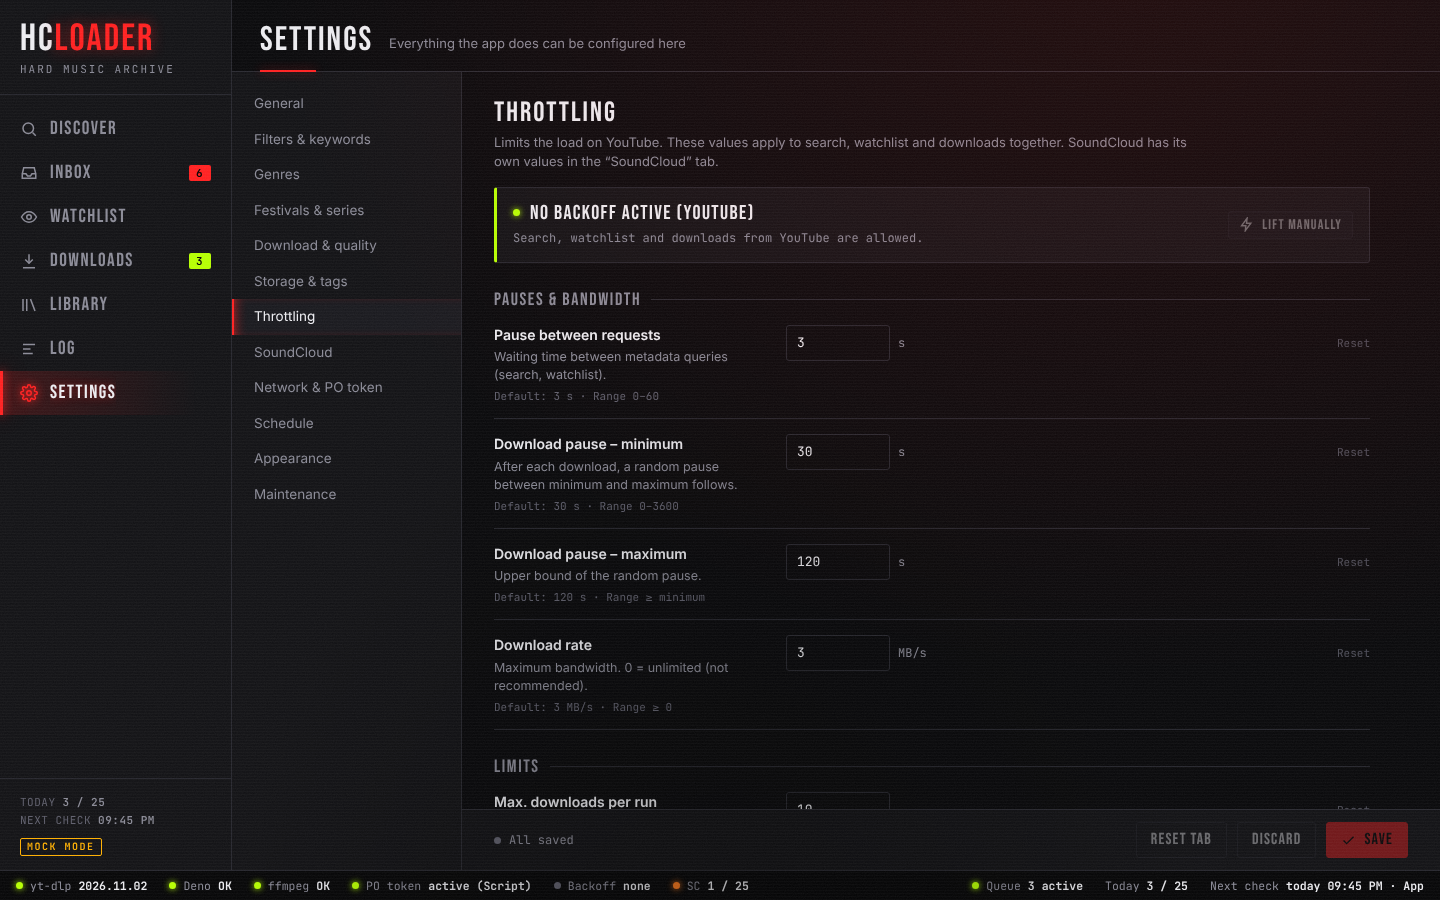 HCLOADER
HARD MUSIC ARCHIVE
DISCOVER
INBOX 6
WATCHLIST
DOWNLOADS 3
LIBRARY
LOG
SETTINGS
TODAY 3 / 25
NEXT CHECK 09:45 PM
MOCK MODE
SETTINGS Everything the app does can be configured here
General
Filters & keywords
Genres
Festivals & series
Download & quality
Storage & tags
Throttling
SoundCloud
Network & PO token
Schedule
Appearance
Maintenance
THROTTLING
Limits the load on YouTube. These values apply to search, watchlist and downloads together. SoundCloud has its
own values in the “SoundCloud” tab.
NO BACKOFF ACTIVE (YOUTUBE)
Search, watchlist and downloads from YouTube are allowed.
LIFT MANUALLY
PAUSES & BANDWIDTH
Pause between requests 3 s Reset
Waiting time between metadata queries
(search, watchlist).
Default: 3 s · Range 0–60
Download pause – minimum 30 s Reset
After each download, a random pause
between minimum and maximum follows.
Default: 30 s · Range 0–3600
Download pause – maximum 120 s Reset
Upper bound of the random pause.
Default: 120 s · Range ≥ minimum
Download rate 3 MB/s Reset
Maximum bandwidth. 0 = unlimited (not
recommended).
Default: 3 MB/s · Range ≥ 0
LIMITS
Max. downloads per run 10 Reset
All saved
RESET TAB DISCARD SAVE
yt-dlp 2026.11.02 Deno OK ffmpeg OK PO token active (Script) Backoff none SC 1 / 25 Queue 3 active Today 3 / 25 Next check today 09:45 PM · App